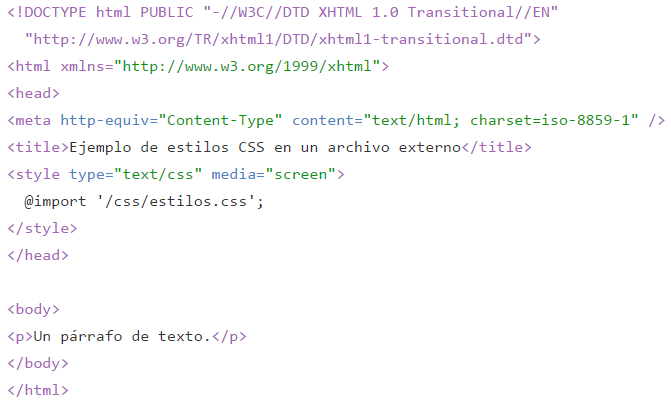 <!DOCTYPE html PUBLIC "-//W3C//DTD XHTML 1.0 Transitional//EN"
"http://www.w3.org/TR/xhtml1/DTD/xhtml1-transitional.dtd">
<html xmlns="http://www.w3.org/1999/xhtml">
<head>
<meta http-equiv="Content-Type" content="text/html; charset=iso-8859-1" />
<title>Ejemplo de estilos CSS en un archivo externo</title>
<style type="text/css" media="screen">
@import '/css/estilos.css';
</style>
</head>
<body>
<p>Un párrafo de texto.</p>
</body>
</html>